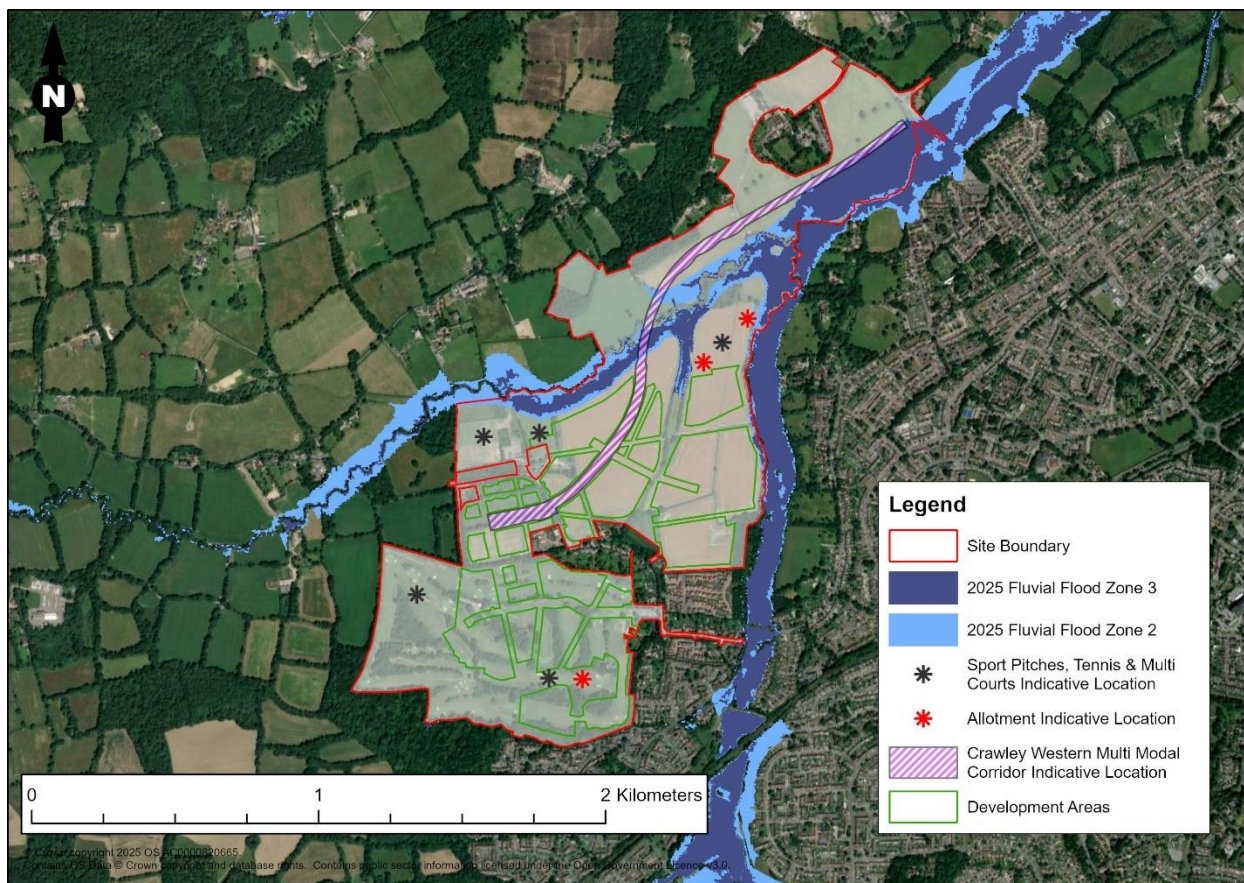 N
Legend
Site Boundary
2025 Fluvial Flood Zone 3
2025 Fluvial Flood Zone 2
Sport Pitches, Tennis & Multi
Courts Indicative Location
Allotment Indicative Location
Crawley Western Multi Modal
Corridor Indicative Location
Development Areas
0 1 2 Kilometers
© Crown copyright 2025 OS AC0000820665.
Contains OS Data © Crown copyright and database rights. Contains public sector information licensed under the Open Government Licence v3.0.